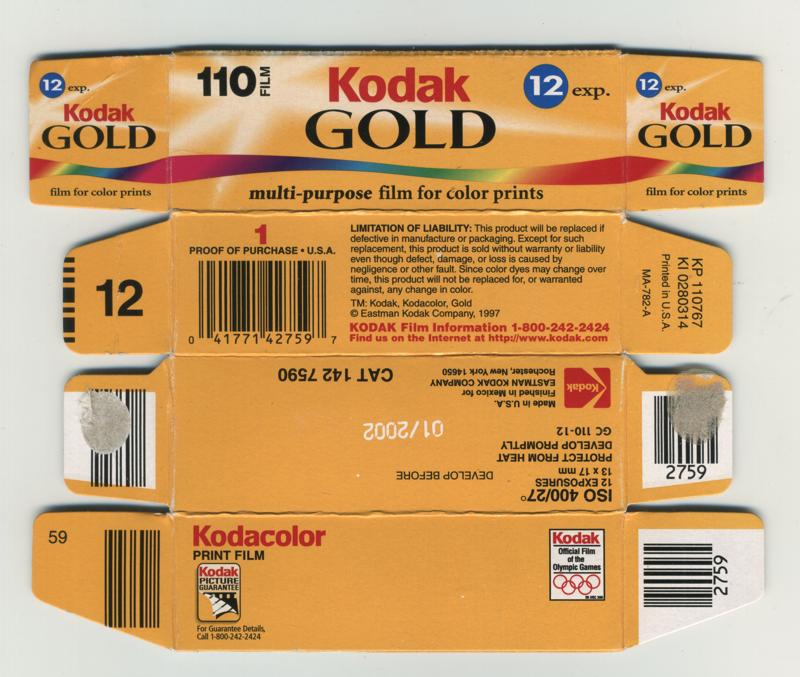 12 exp.
Kodak
GOLD
film for color prints
110 FILM
Kodak
GOLD
12 exp.
multi-purpose film for color prints
12 exp.
Kodak
GOLD
film for color prints
12
1
PROOF OF PURCHASE • U.S.A.
0 41771 42759 7
LIMITATION OF LIABILITY: This product will be replaced if
defective in manufacture or packaging. Except for such
replacement, this product is sold without warranty or liability
even though defect, damage, or loss is caused by
negligence or other fault. Since color dyes may change over
time, this product will not be replaced for, or warranted
against, any change in color.
TM: Kodak, Kodacolor, Gold
© Eastman Kodak Company, 1997
KODAK Film Information 1-800-242-2424
Find us on the Internet at http://www.kodak.com
KP 110767
KI 0280314
Printed in U.S.A.
MA-782-A
ISO 400/27°
12 EXPOSURES
13 x 17 mm
PROTECT FROM HEAT
DEVELOP PROMPTLY
GC 110-12
DEVELOP BEFORE
01/2002
Made in U.S.A.
Finished in Mexico for
EASTMAN KODAK COMPANY
Rochester, New York 14650
Kodak
CAT 142 7590
2759
59
Kodacolor
PRINT FILM
Kodak
PICTURE
GUARANTEE
For Guarantee Details,
Call 1-800-242-2424
Kodak
Official Film
of the
Olympic Games
2759